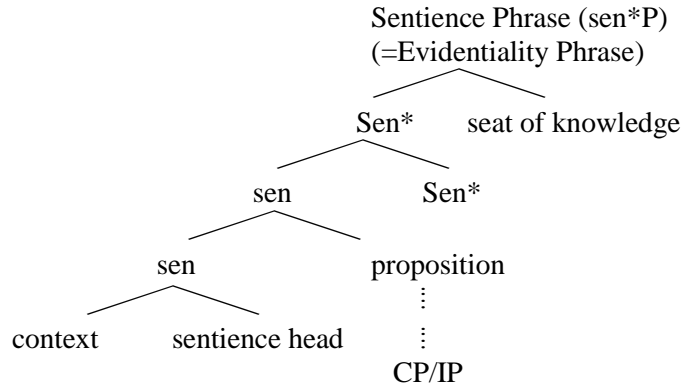 Sentience Phrase (sen*P)
(=Evidentiality Phrase)
Sen* seat of knowledge
sen Sen*
sen proposition
context sentience head
CP/IP